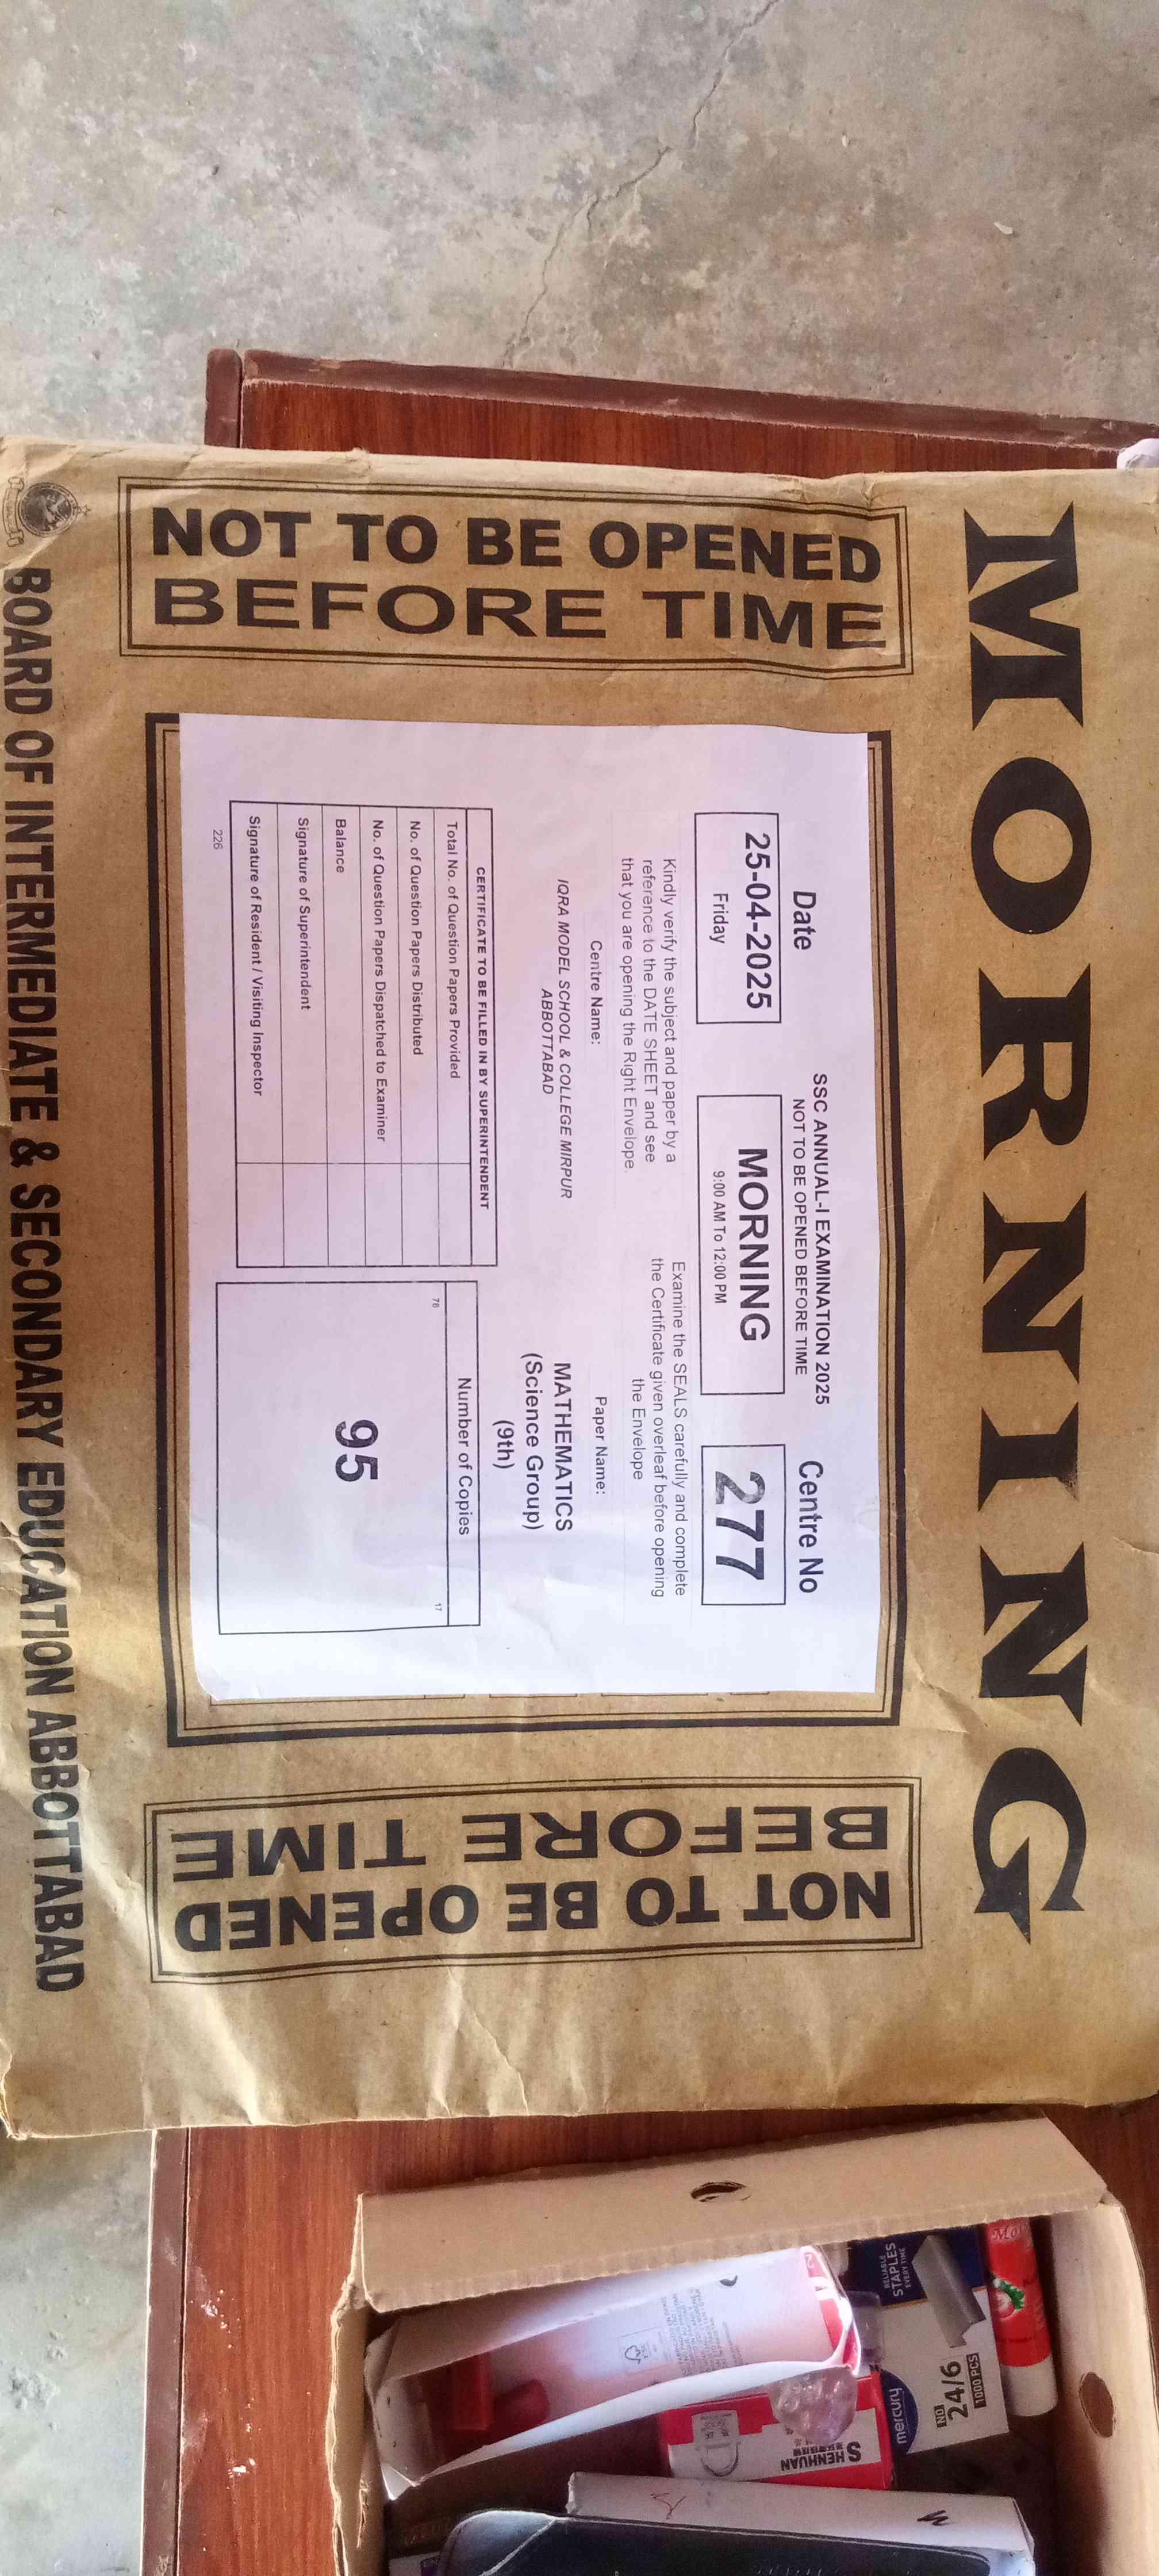 MORNING
NOT TO BE OPENED
BEFORE TIME
SSC ANNUAL-I EXAMINATION 2025
NOT TO BE OPENED BEFORE TIME
Date
Centre No
25-04-2025
Friday
MORNING
9:00 AM To 12:00 PM
277
Kindly verify the subject and paper by a
reference to the DATE SHEET and see
that you are opening the Right Envelope.
Examine the SEALS carefully and complete
the Certificate given overleaf before opening
the Envelope
Centre Name:
IQRA MODEL SCHOOL & COLLEGE MIRPUR
ABBOTTABAD
Paper Name:
MATHEMATICS
(Science Group)
(9th)
CERTIFICATE TO BE FILLED IN BY SUPERINTENDENT
Total No. of Question Papers Provided
No. of Question Papers Distributed
No. of Question Papers Dispatched to Examiner
Balance
Signature of Superintendent
Signature of Resident / Visiting Inspector
226
Number of Copies
78
17
95
NOT TO BE OPENED
BEFORE TIME
BOARD OF INTERMEDIATE & SECONDARY EDUCATION ABBOTTABAD
RELIABLE
STAPLES
EVERY TIME
NO
24/6
1000 PCS
mercury
S
HENHUAN